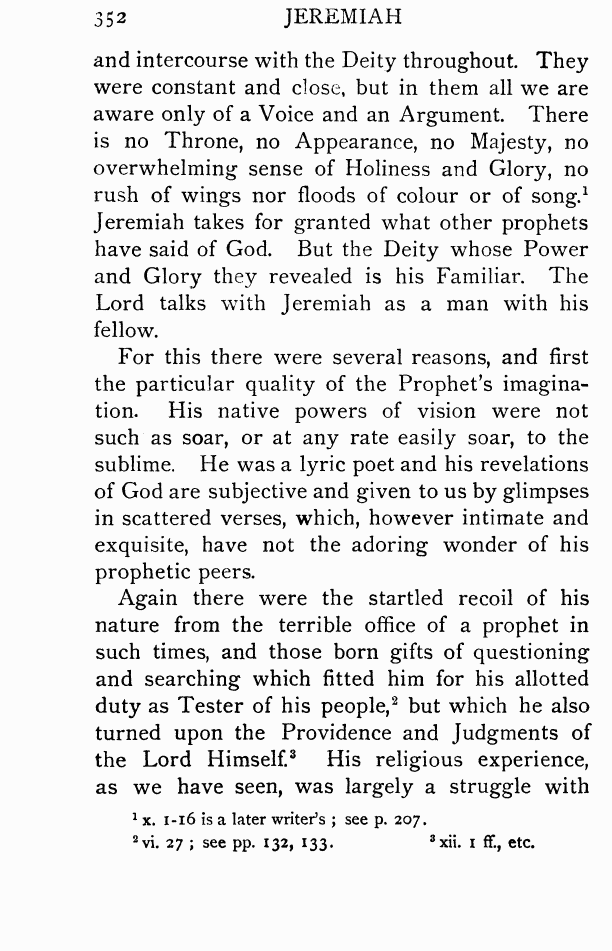 352 JEREMIAH
and intercourse with the Deity throughout. They
were constant and close, but in them all we are
aware only of a Voice and an Argument. There
is no Throne, no Appearance, no Majesty, no
overwhelming sense of Holiness and Glory, no
rush of wings nor floods of colour or of song.¹
Jeremiah takes for granted what other prophets
have said of God. But the Deity whose Power
and Glory they revealed is his Familiar. The
Lord talks with Jeremiah as a man with his
fellow.
For this there were several reasons, and first
the particular quality of the Prophet's imagina-
tion. His native powers of vision were not
such as soar, or at any rate easily soar, to the
sublime. He was a lyric poet and his revelations
of God are subjective and given to us by glimpses
in scattered verses, which, however intimate and
exquisite, have not the adoring wonder of his
prophetic peers.
Again there were the startled recoil of his
nature from the terrible office of a prophet in
such times, and those born gifts of questioning
and searching which fitted him for his allotted
duty as Tester of his people,² but which he also
turned upon the Providence and Judgments of
the Lord Himself.³ His religious experience,
as we have seen, was largely a struggle with
¹ x. 1-16 is a later writer's ; see p. 207.
² vi. 27 ; see pp. 132, 133. ³ xii. 1 ff., etc.